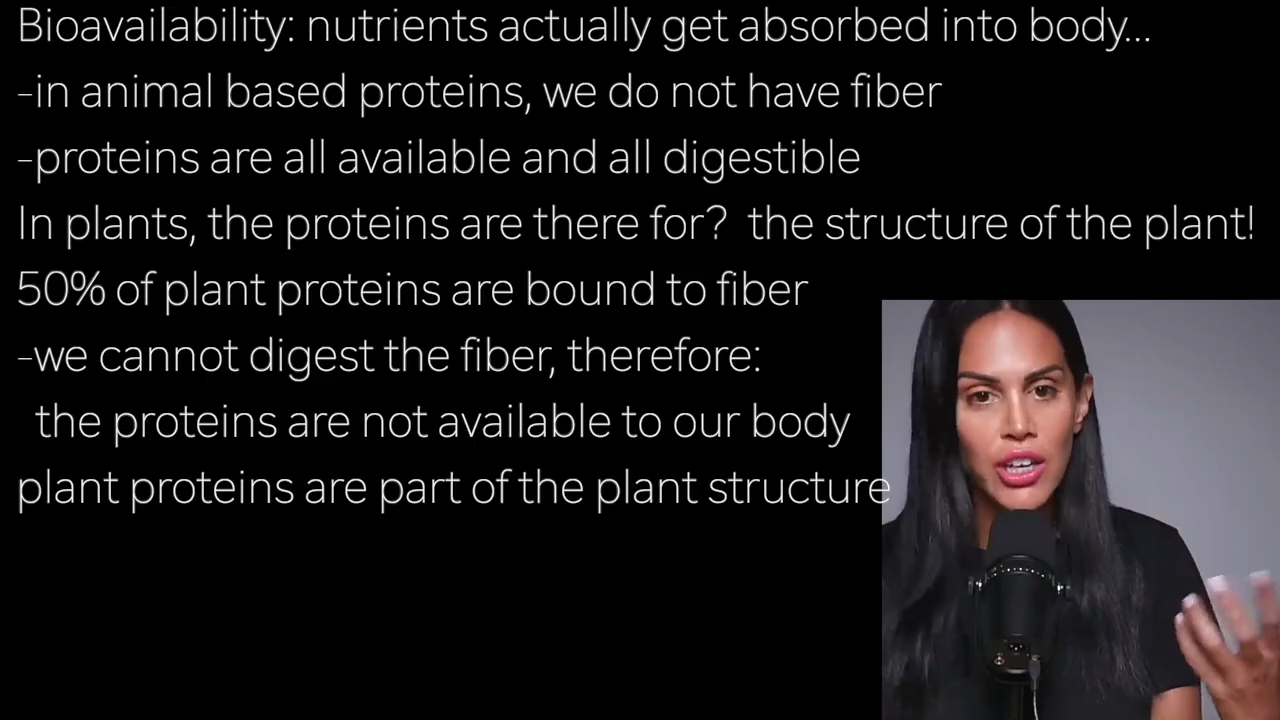 Bioavailability: nutrients actually get absorbed into body...
-in animal based proteins, we do not have fiber
-proteins are all available and all digestible
In plants, the proteins are there for?  the structure of the plant!
50% of plant proteins are bound to fiber
-we cannot digest the fiber, therefore:
the proteins are not available to our body
plant proteins are part of the plant structure